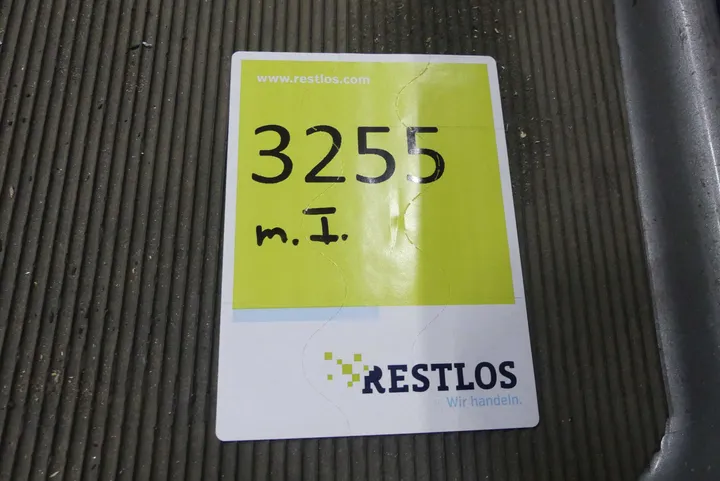 www.restlos.com
3255
m. I.
RESTLOS
Wir handeln.